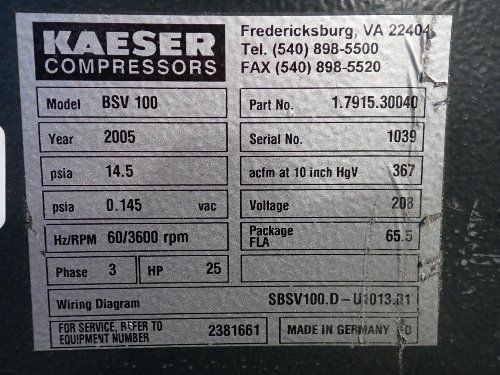 KAESER
COMPRESSORS
Fredericksburg, VA 22404
Tel. (540) 898-5500
FAX (540) 898-5520
Model BSV 100 Part No. 1.7915.30040
Year 2005 Serial No. 1039
psia 14.5 acfm at 10 inch HgV 367
psia 0.145 vac Voltage 208
Hz/RPM 60/3600 rpm Package FLA 65.5
Phase 3 HP 25
Wiring Diagram SBSV100.D-U1013.01
FOR SERVICE, REFER TO
EQUIPMENT NUMBER 2381661 MADE IN GERMANY